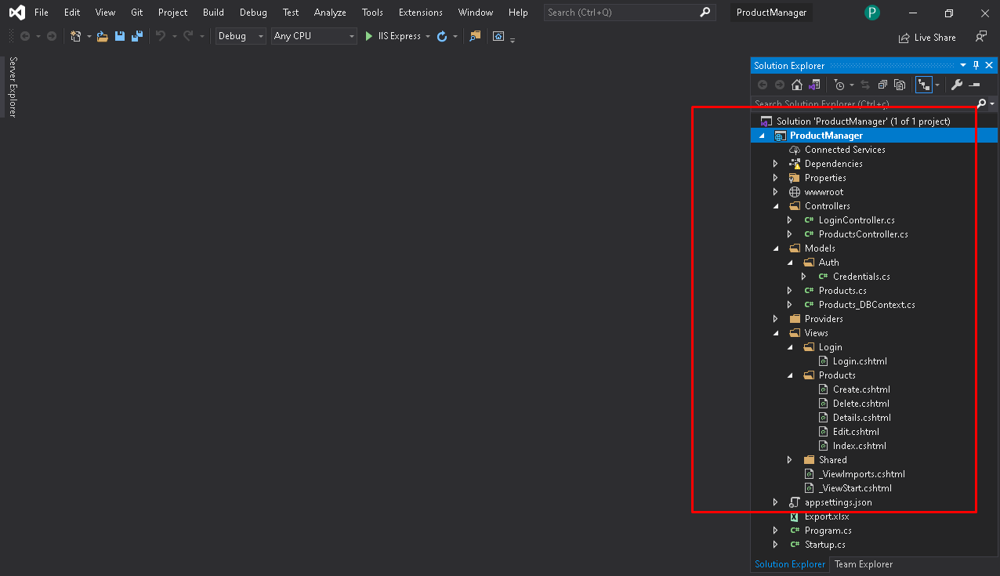 File Edit View Git Project Build Debug Test Analyze Tools Extensions Window Help Search (Ctrl+Q) ProductManager P
Debug Any CPU IIS Express Live Share
Server Explorer
Solution Explorer
Search Solution Explorer (Ctrl+ç)
Solution 'ProductManager' (1 of 1 project)
ProductManager
Connected Services
Dependencies
Properties
wwwroot
Controllers
C# LoginController.cs
C# ProductsController.cs
Models
Auth
C# Credentials.cs
C# Products.cs
C# Products_DBContext.cs
Providers
Views
Login
Login.cshtml
Products
Create.cshtml
Delete.cshtml
Details.cshtml
Edit.cshtml
Index.cshtml
Shared
_ViewImports.cshtml
_ViewStart.cshtml
appsettings.json
Export.xlsx
C# Program.cs
C# Startup.cs
Solution Explorer Team Explorer